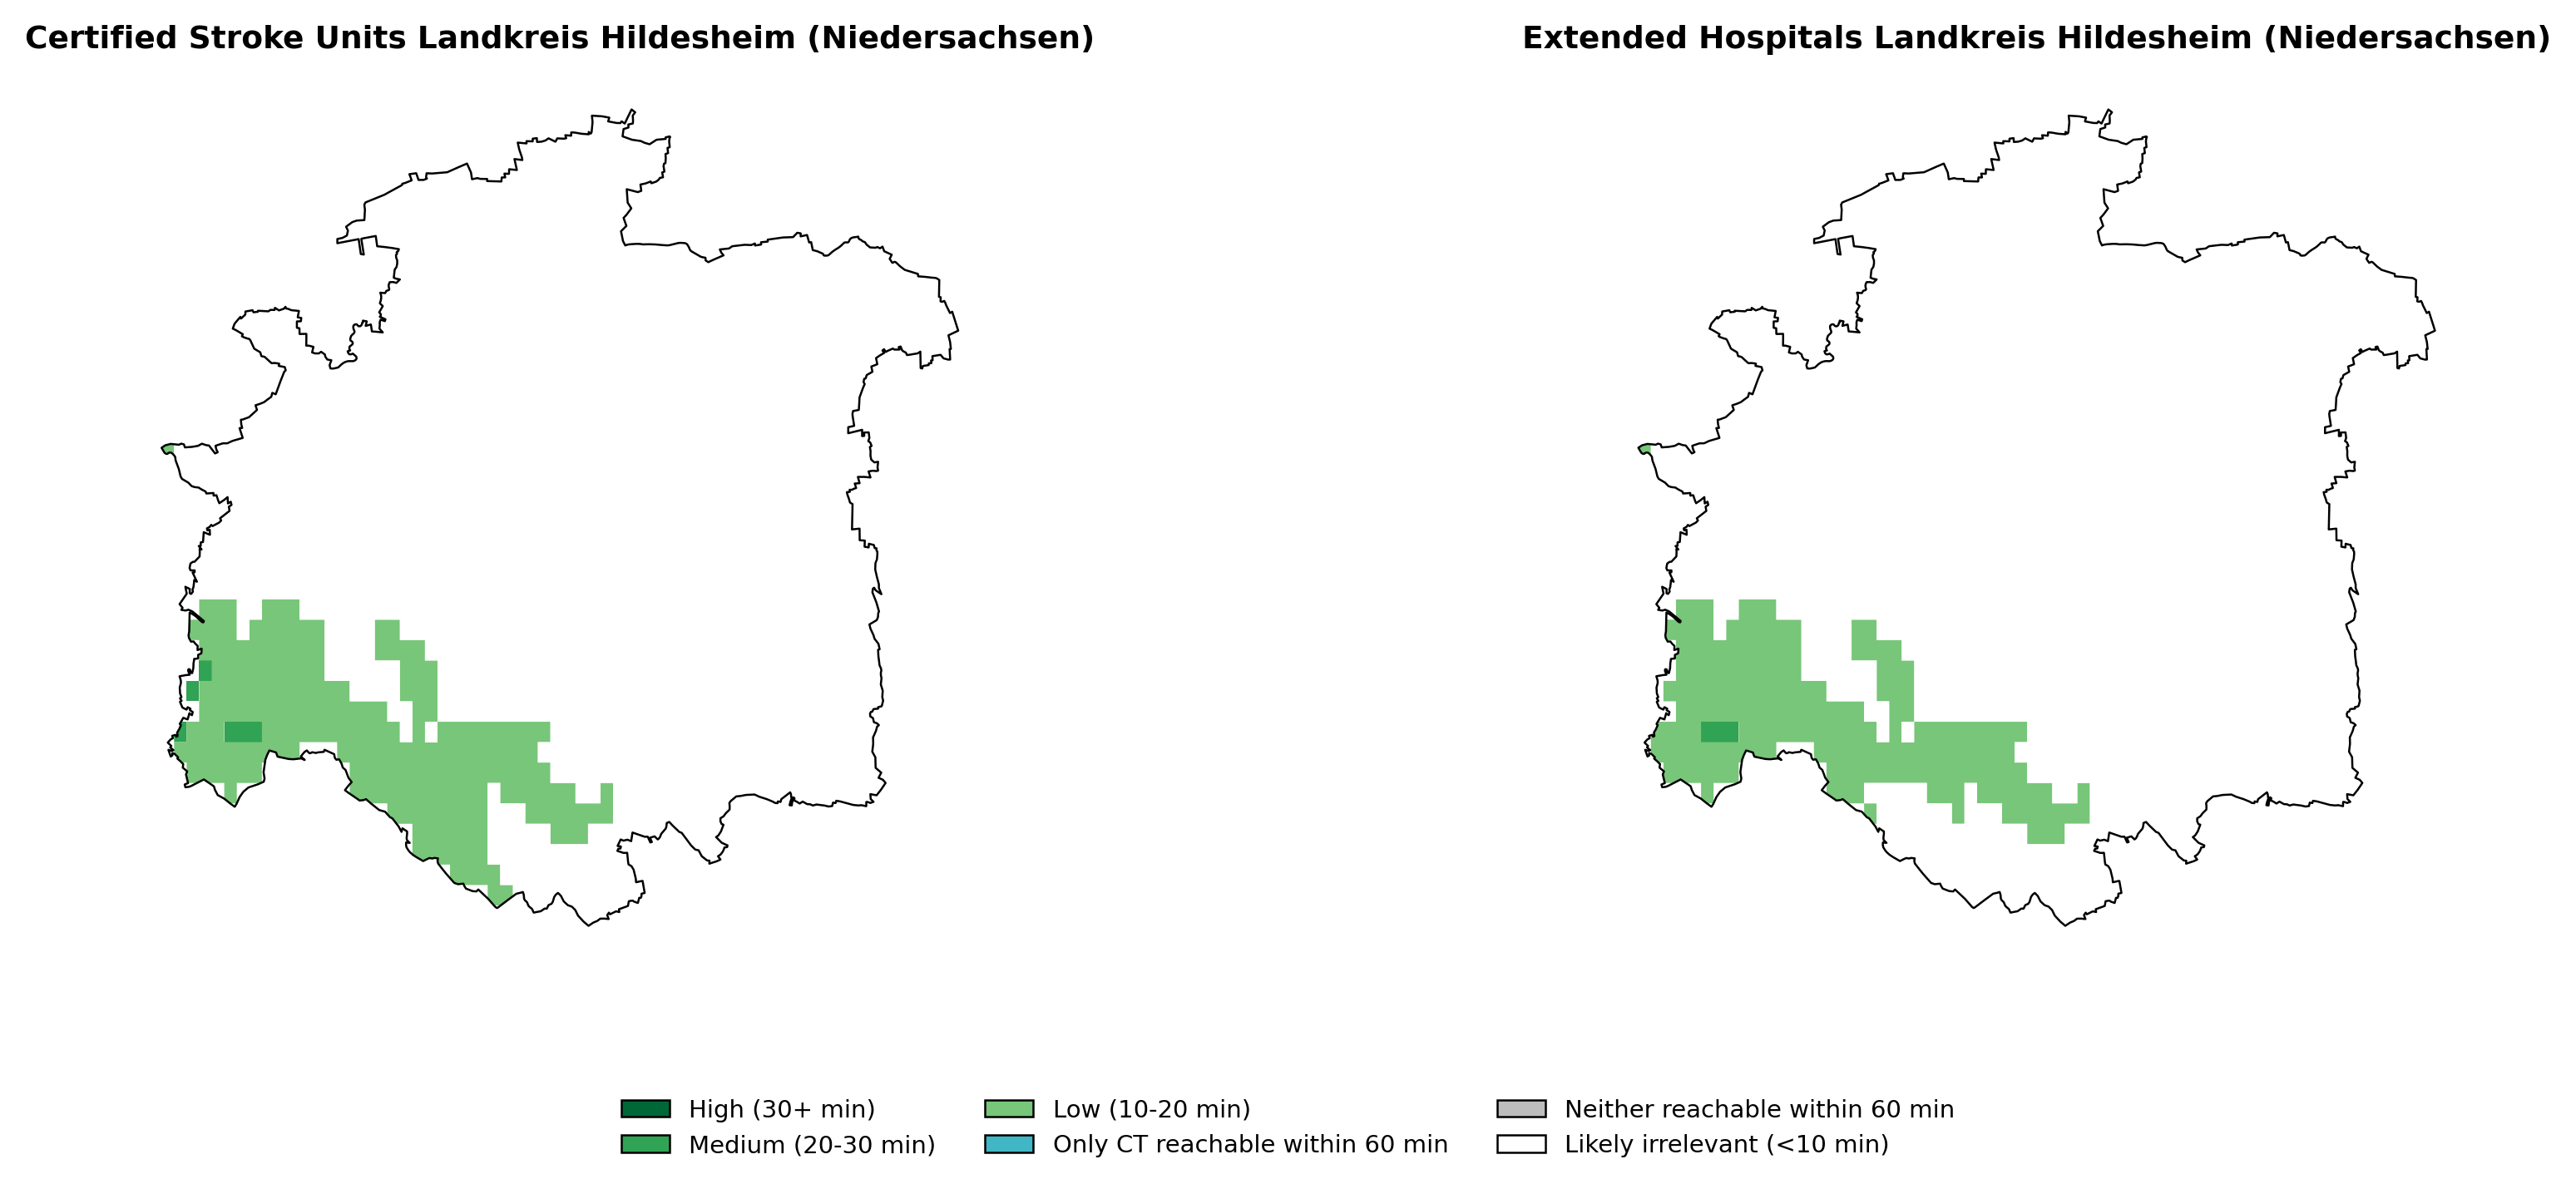 Certified Stroke Units Landkreis Hildesheim (Niedersachsen)
Extended Hospitals Landkreis Hildesheim (Niedersachsen)
High (30+ min)
Medium (20-30 min)
Low (10-20 min)
Only CT reachable within 60 min
Neither reachable within 60 min
Likely irrelevant (<10 min)